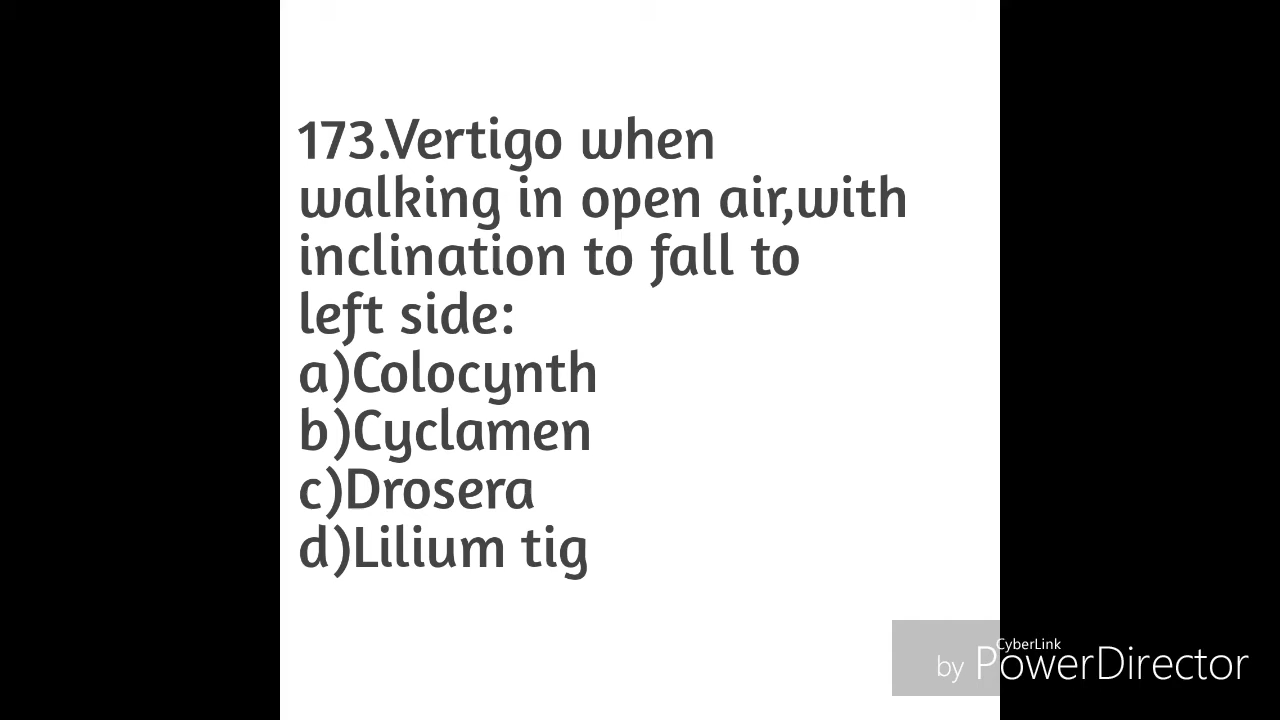 173.Vertigo when
walking in open air,with
inclination to fall to
left side:
a)Colocynth
b)Cyclamen
c)Drosera
d)Lilium tig
CyberLink
by PowerDirector